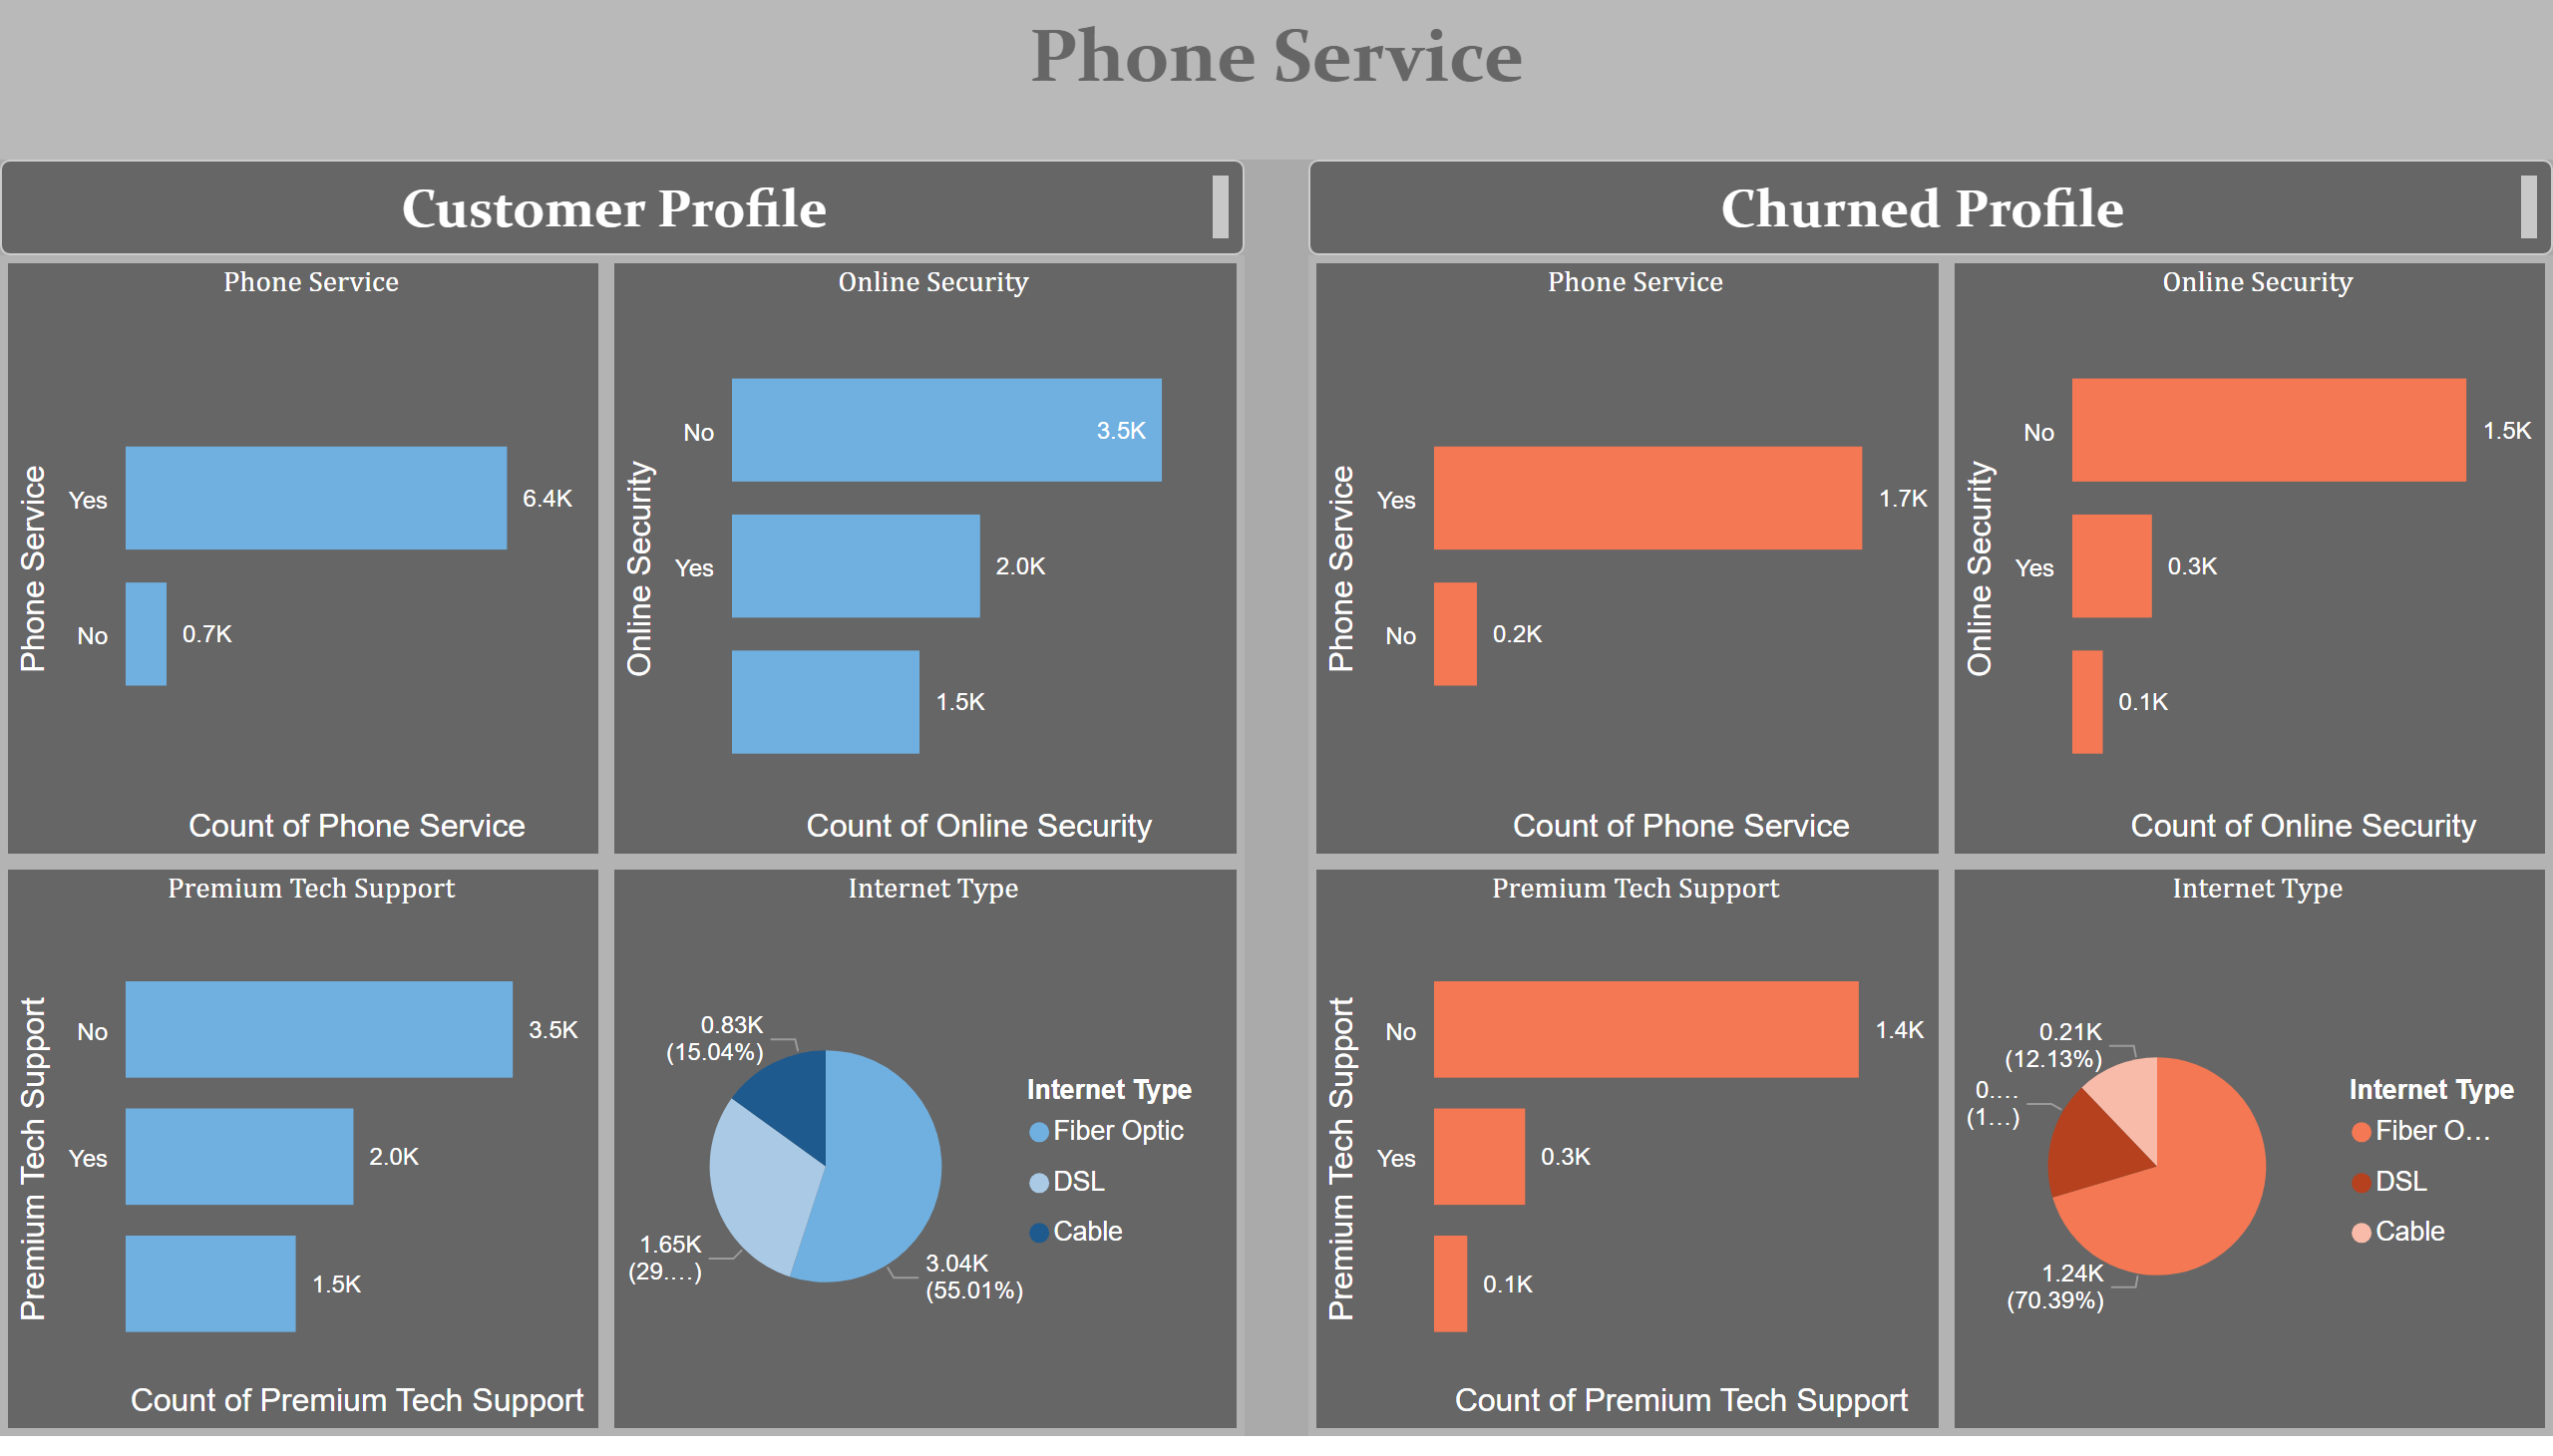 Phone Service
Customer Profile
Phone Service
Phone Service
Yes
6.4K
No
0.7K
Count of Phone Service
Online Security
Online Security
No
3.5K
Yes
2.0K
1.5K
Count of Online Security
Premium Tech Support
Premium Tech Support
No
3.5K
Yes
2.0K
1.5K
Count of Premium Tech Support
Internet Type
0.83K
(15.04%)
1.65K
(29.…)
3.04K
(55.01%)
Internet Type
Fiber Optic
DSL
Cable
Churned Profile
Phone Service
Phone Service
Yes
1.7K
No
0.2K
Count of Phone Service
Online Security
Online Security
No
1.5K
Yes
0.3K
0.1K
Count of Online Security
Premium Tech Support
Premium Tech Support
No
1.4K
Yes
0.3K
0.1K
Count of Premium Tech Support
Internet Type
0.21K
(12.13%)
0.…
(1…)
1.24K
(70.39%)
Internet Type
Fiber O…
DSL
Cable